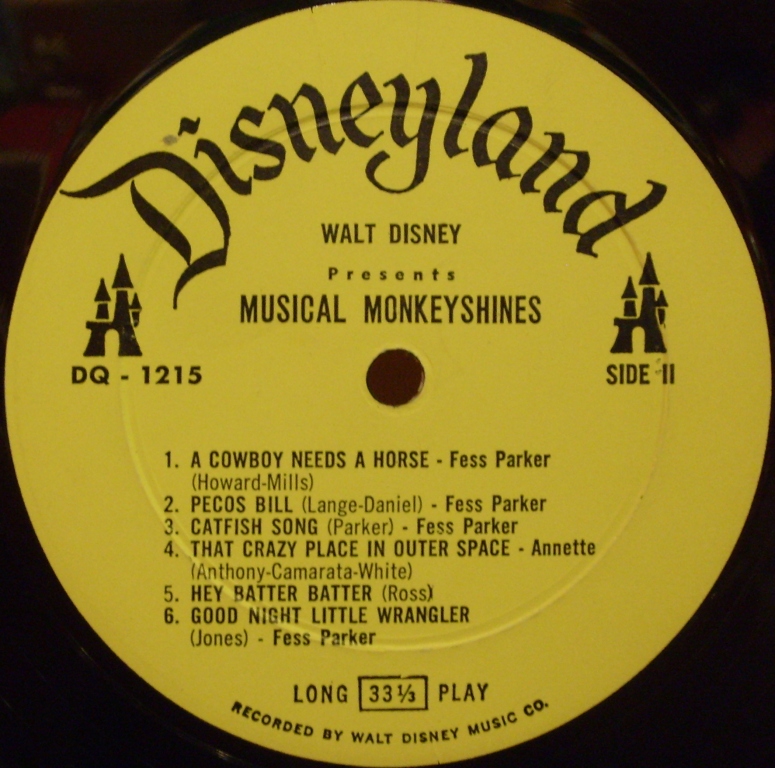 Disneyland
WALT DISNEY
Presents
MUSICAL MONKEYSHINES
DQ - 1215
SIDE II
1. A COWBOY NEEDS A HORSE - Fess Parker
(Howard-Mills)
2. PECOS BILL (Lange-Daniel) - Fess Parker
3. CATFISH SONG (Parker) - Fess Parker
4. THAT CRAZY PLACE IN OUTER SPACE - Annette
(Anthony-Camarata-White)
5. HEY BATTER BATTER (Ross)
6. GOOD NIGHT LITTLE WRANGLER
(Jones) - Fess Parker
LONG 33⅓ PLAY
RECORDED BY WALT DISNEY MUSIC CO.